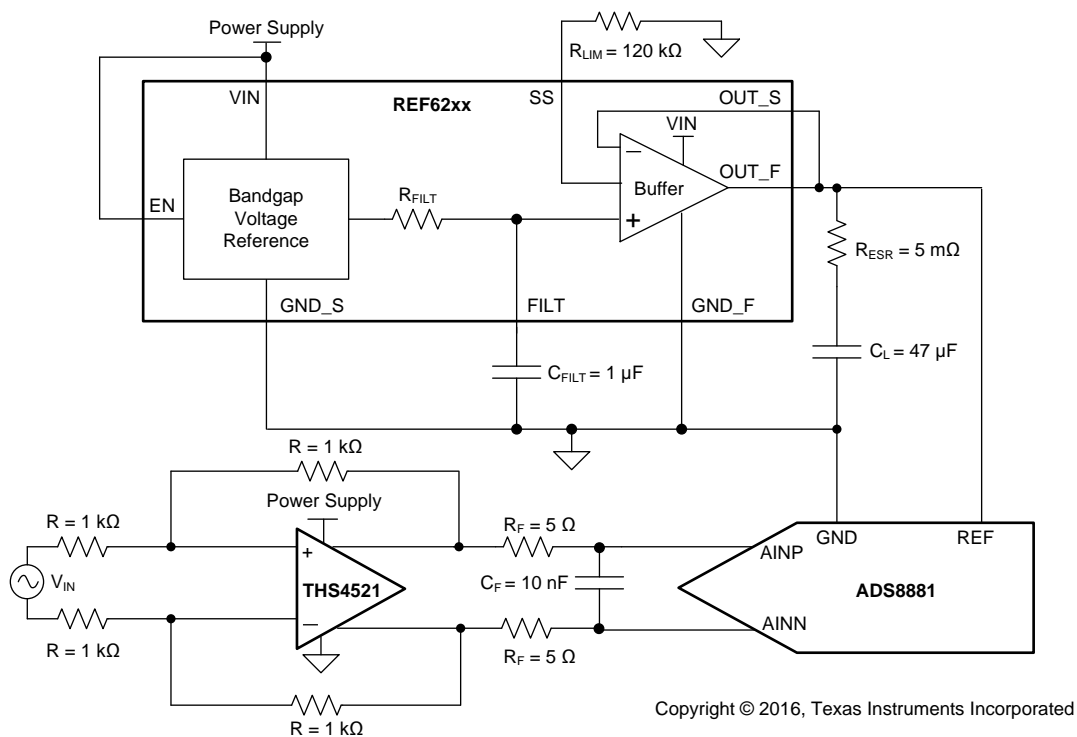 Power Supply
R_LIM = 120 kΩ
REF62xx
VIN
SS
OUT_S
VIN
OUT_F
Buffer
EN
Bandgap
Voltage
Reference
R_FILT
−
+
R_ESR = 5 mΩ
GND_S
FILT
GND_F
C_FILT = 1 µF
C_L = 47 µF
R = 1 kΩ
Power Supply
R = 1 kΩ
R_F = 5 Ω
GND
REF
AINP
+
V_IN
THS4521
C_F = 10 nF
ADS8881
−
AINN
R = 1 kΩ
R_F = 5 Ω
R = 1 kΩ
Copyright © 2016, Texas Instruments Incorporated